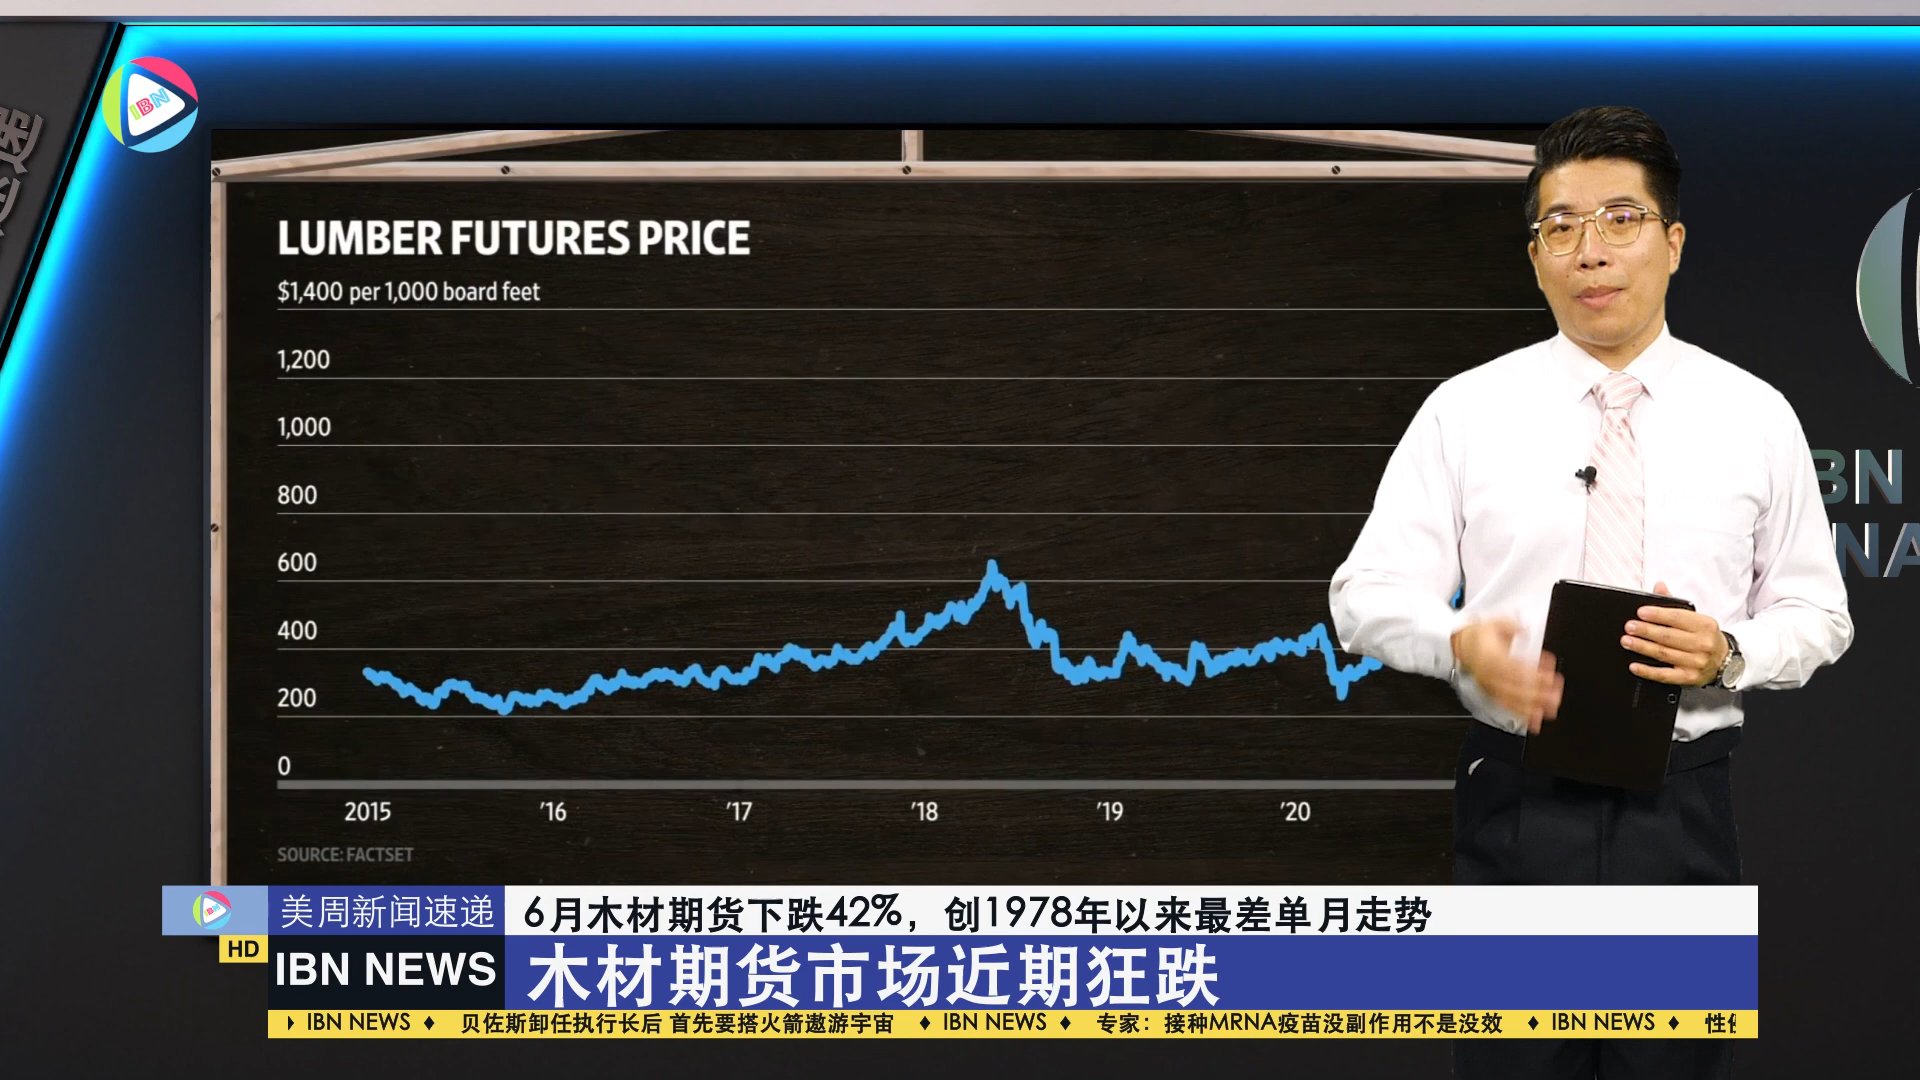 IBN
LUMBER FUTURES PRICE
$1,400 per 1,000 board feet
1,200
1,000
800
600
400
200
0
2015 '16 '17 '18 '19 '20
SOURCE: FACTSET
BN
NA
美周新闻速递
6月木材期货下跌42%，创1978年以来最差单月走势
HD
IBN NEWS
木材期货市场近期狂跌
IBN NEWS ♦ 贝佐斯卸任执行长后 首先要搭火箭遨游宇宙 ♦ IBN NEWS ♦ 专家：接种MRNA疫苗没副作用不是没效 ♦ IBN NEWS ♦ 性